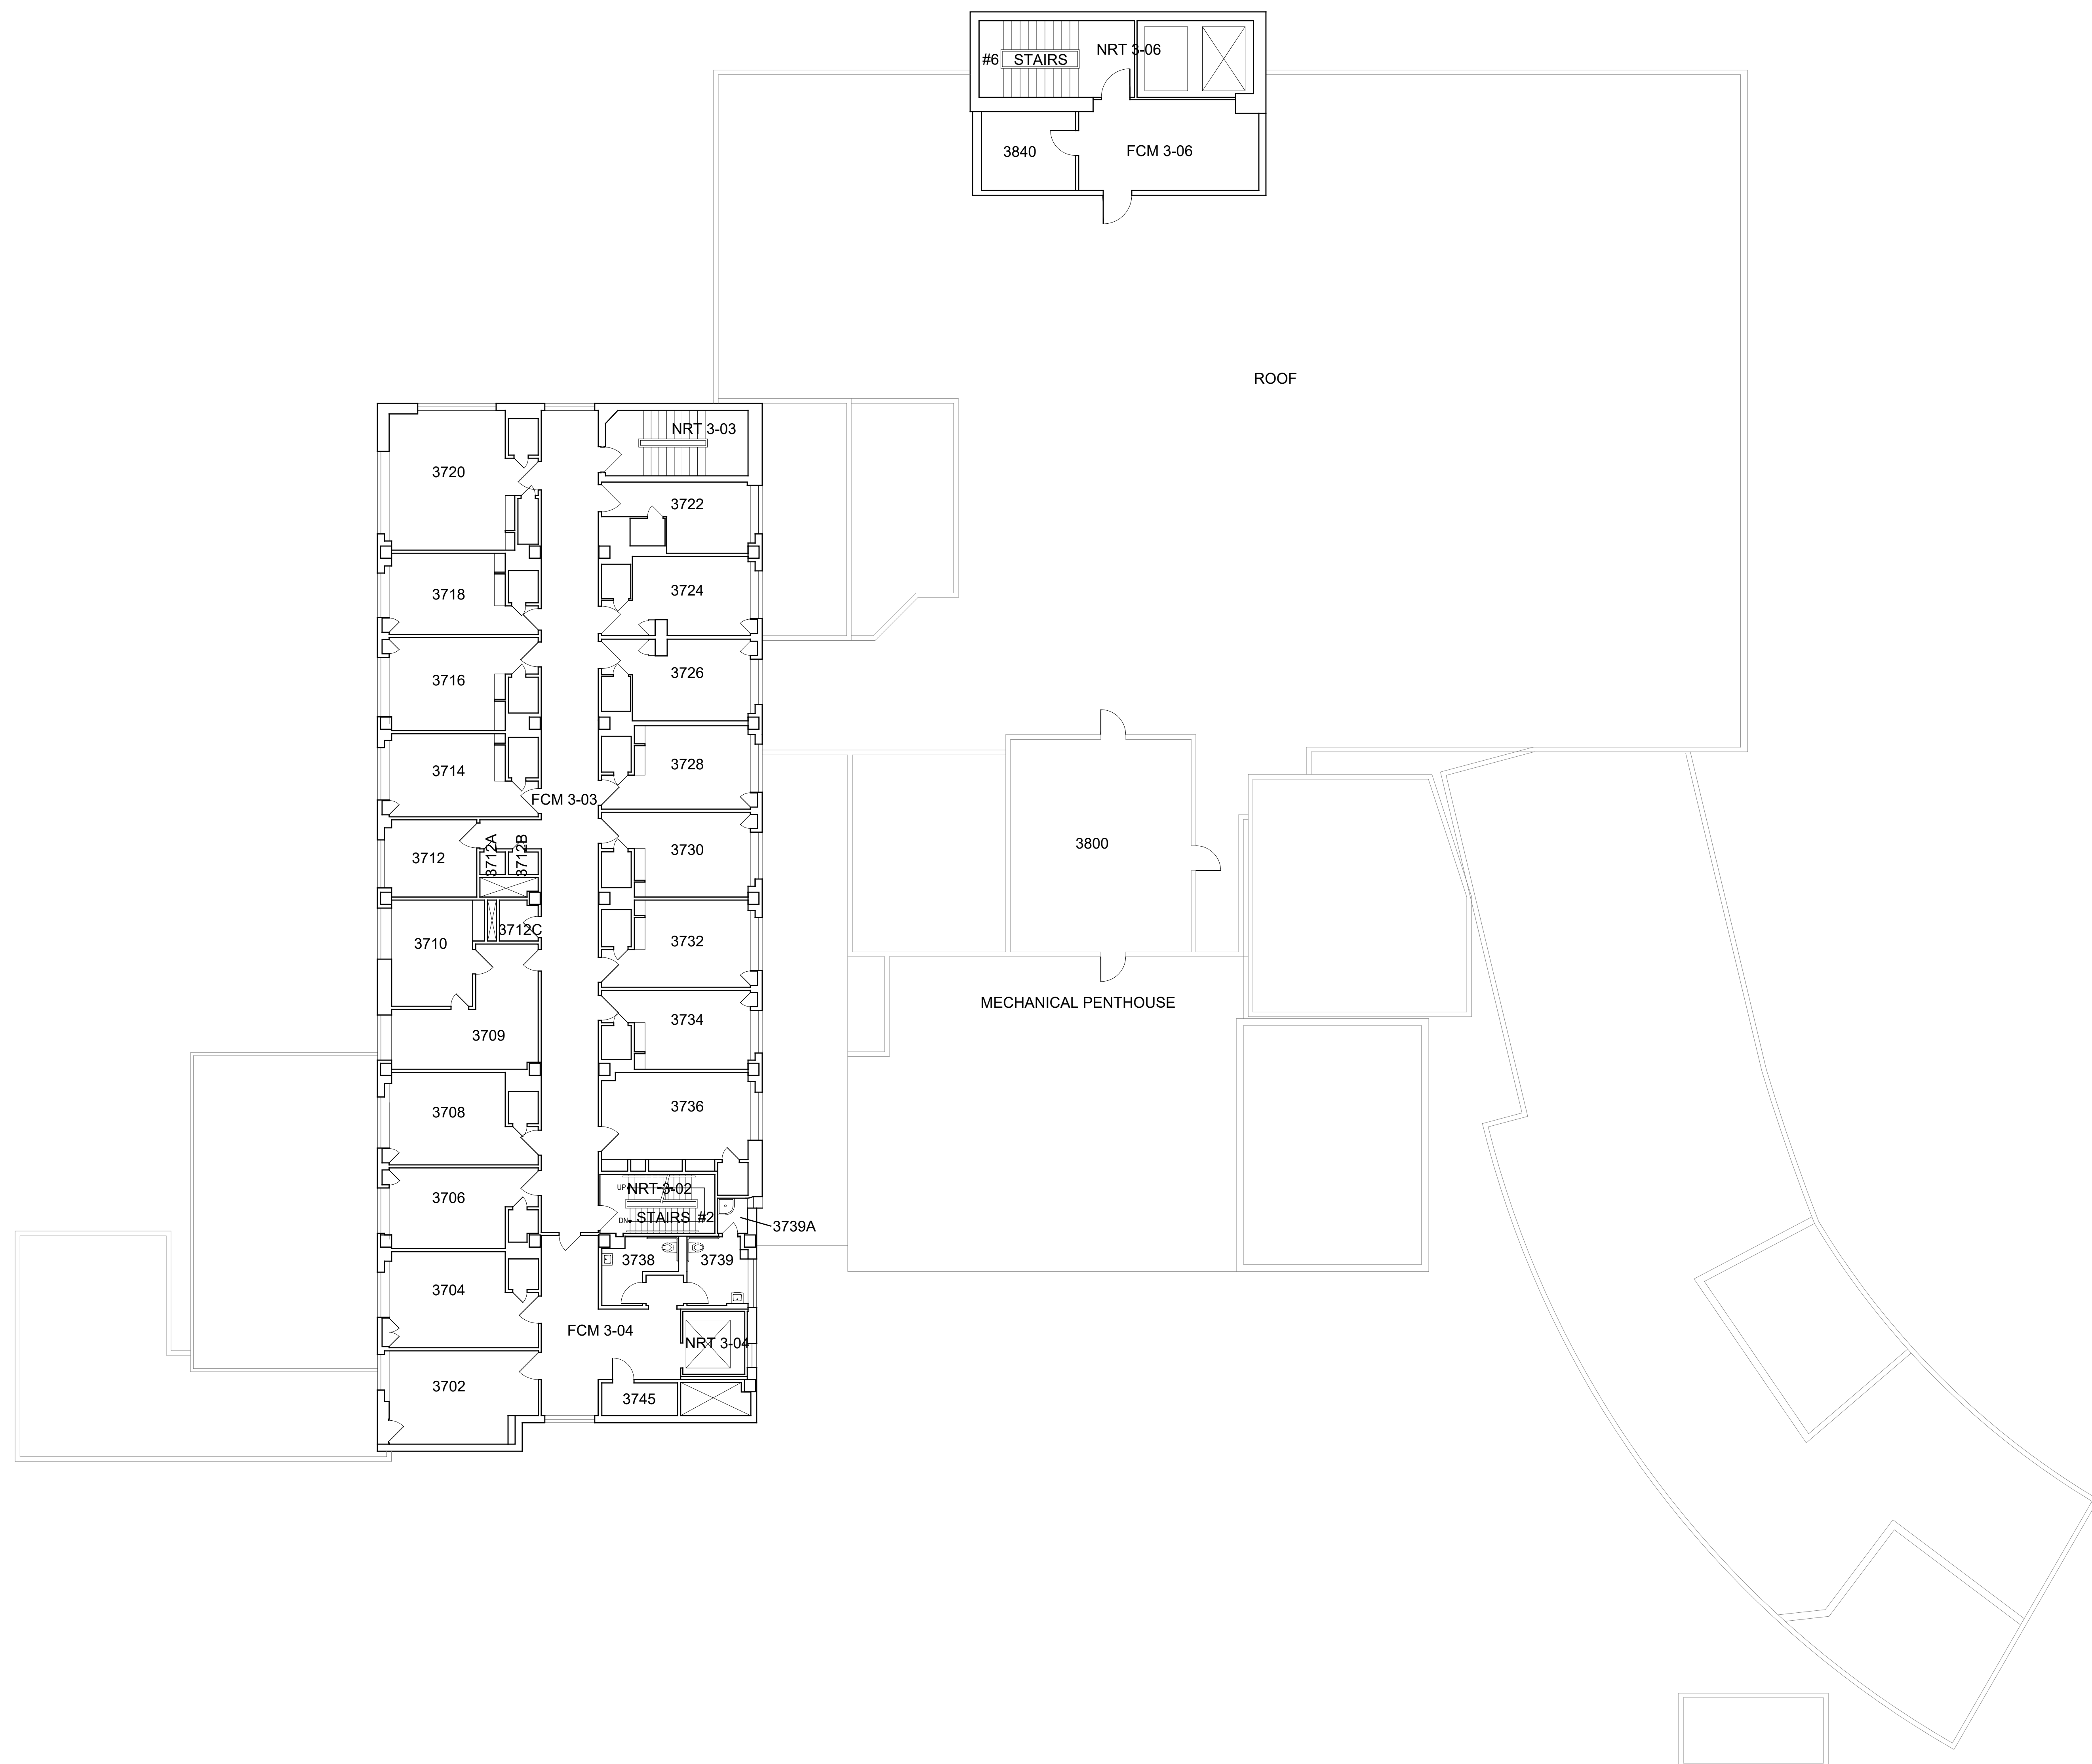 NRT 3-06
#6 STAIRS
3840
FCM 3-06
ROOF
NRT 3-03
3720
3722
3724
3718
3726
3716
3728
3714
FCM 3-03
3730
3712
3712A
3712B
3800
3712C
3732
3710
MECHANICAL PENTHOUSE
3734
3709
3736
3708
UP
NRT 3-02
3706
DN
STAIRS #2
3739A
3738
3739
3704
FCM 3-04
NRT 3-04
3702
3745